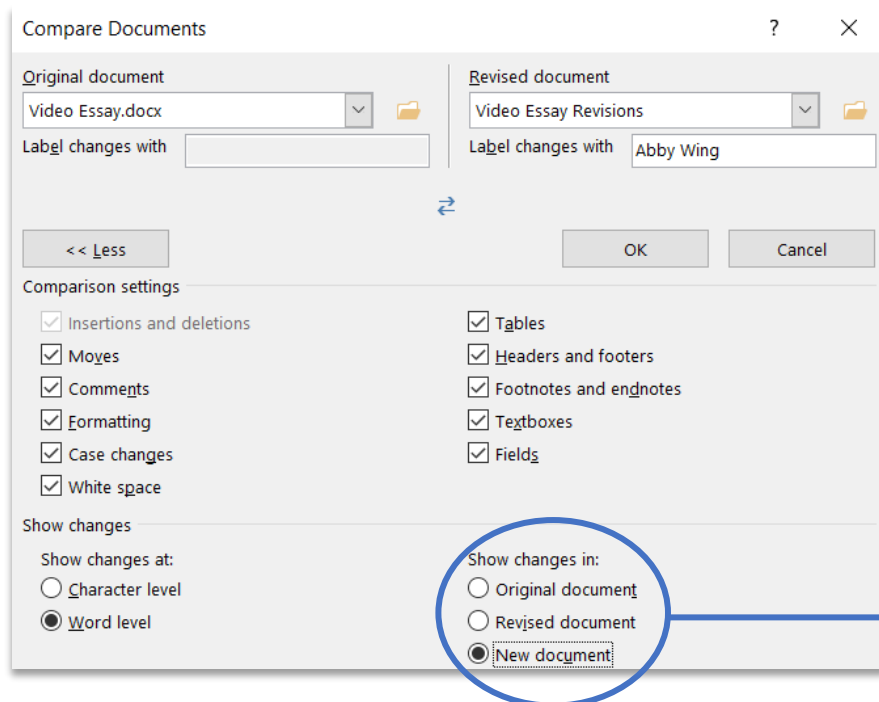 Compare Documents ?
Original document
Video Essay.docx
Label changes with
Revised document
Video Essay Revisions
Label changes with Abby Wing
<< Less
OK Cancel
Comparison settings
Insertions and deletions
Moves
Comments
Formatting
Case changes
White space
Tables
Headers and footers
Footnotes and endnotes
Textboxes
Fields
Show changes
Show changes at:
Character level
Word level
Show changes in:
Original document
Revised document
New document